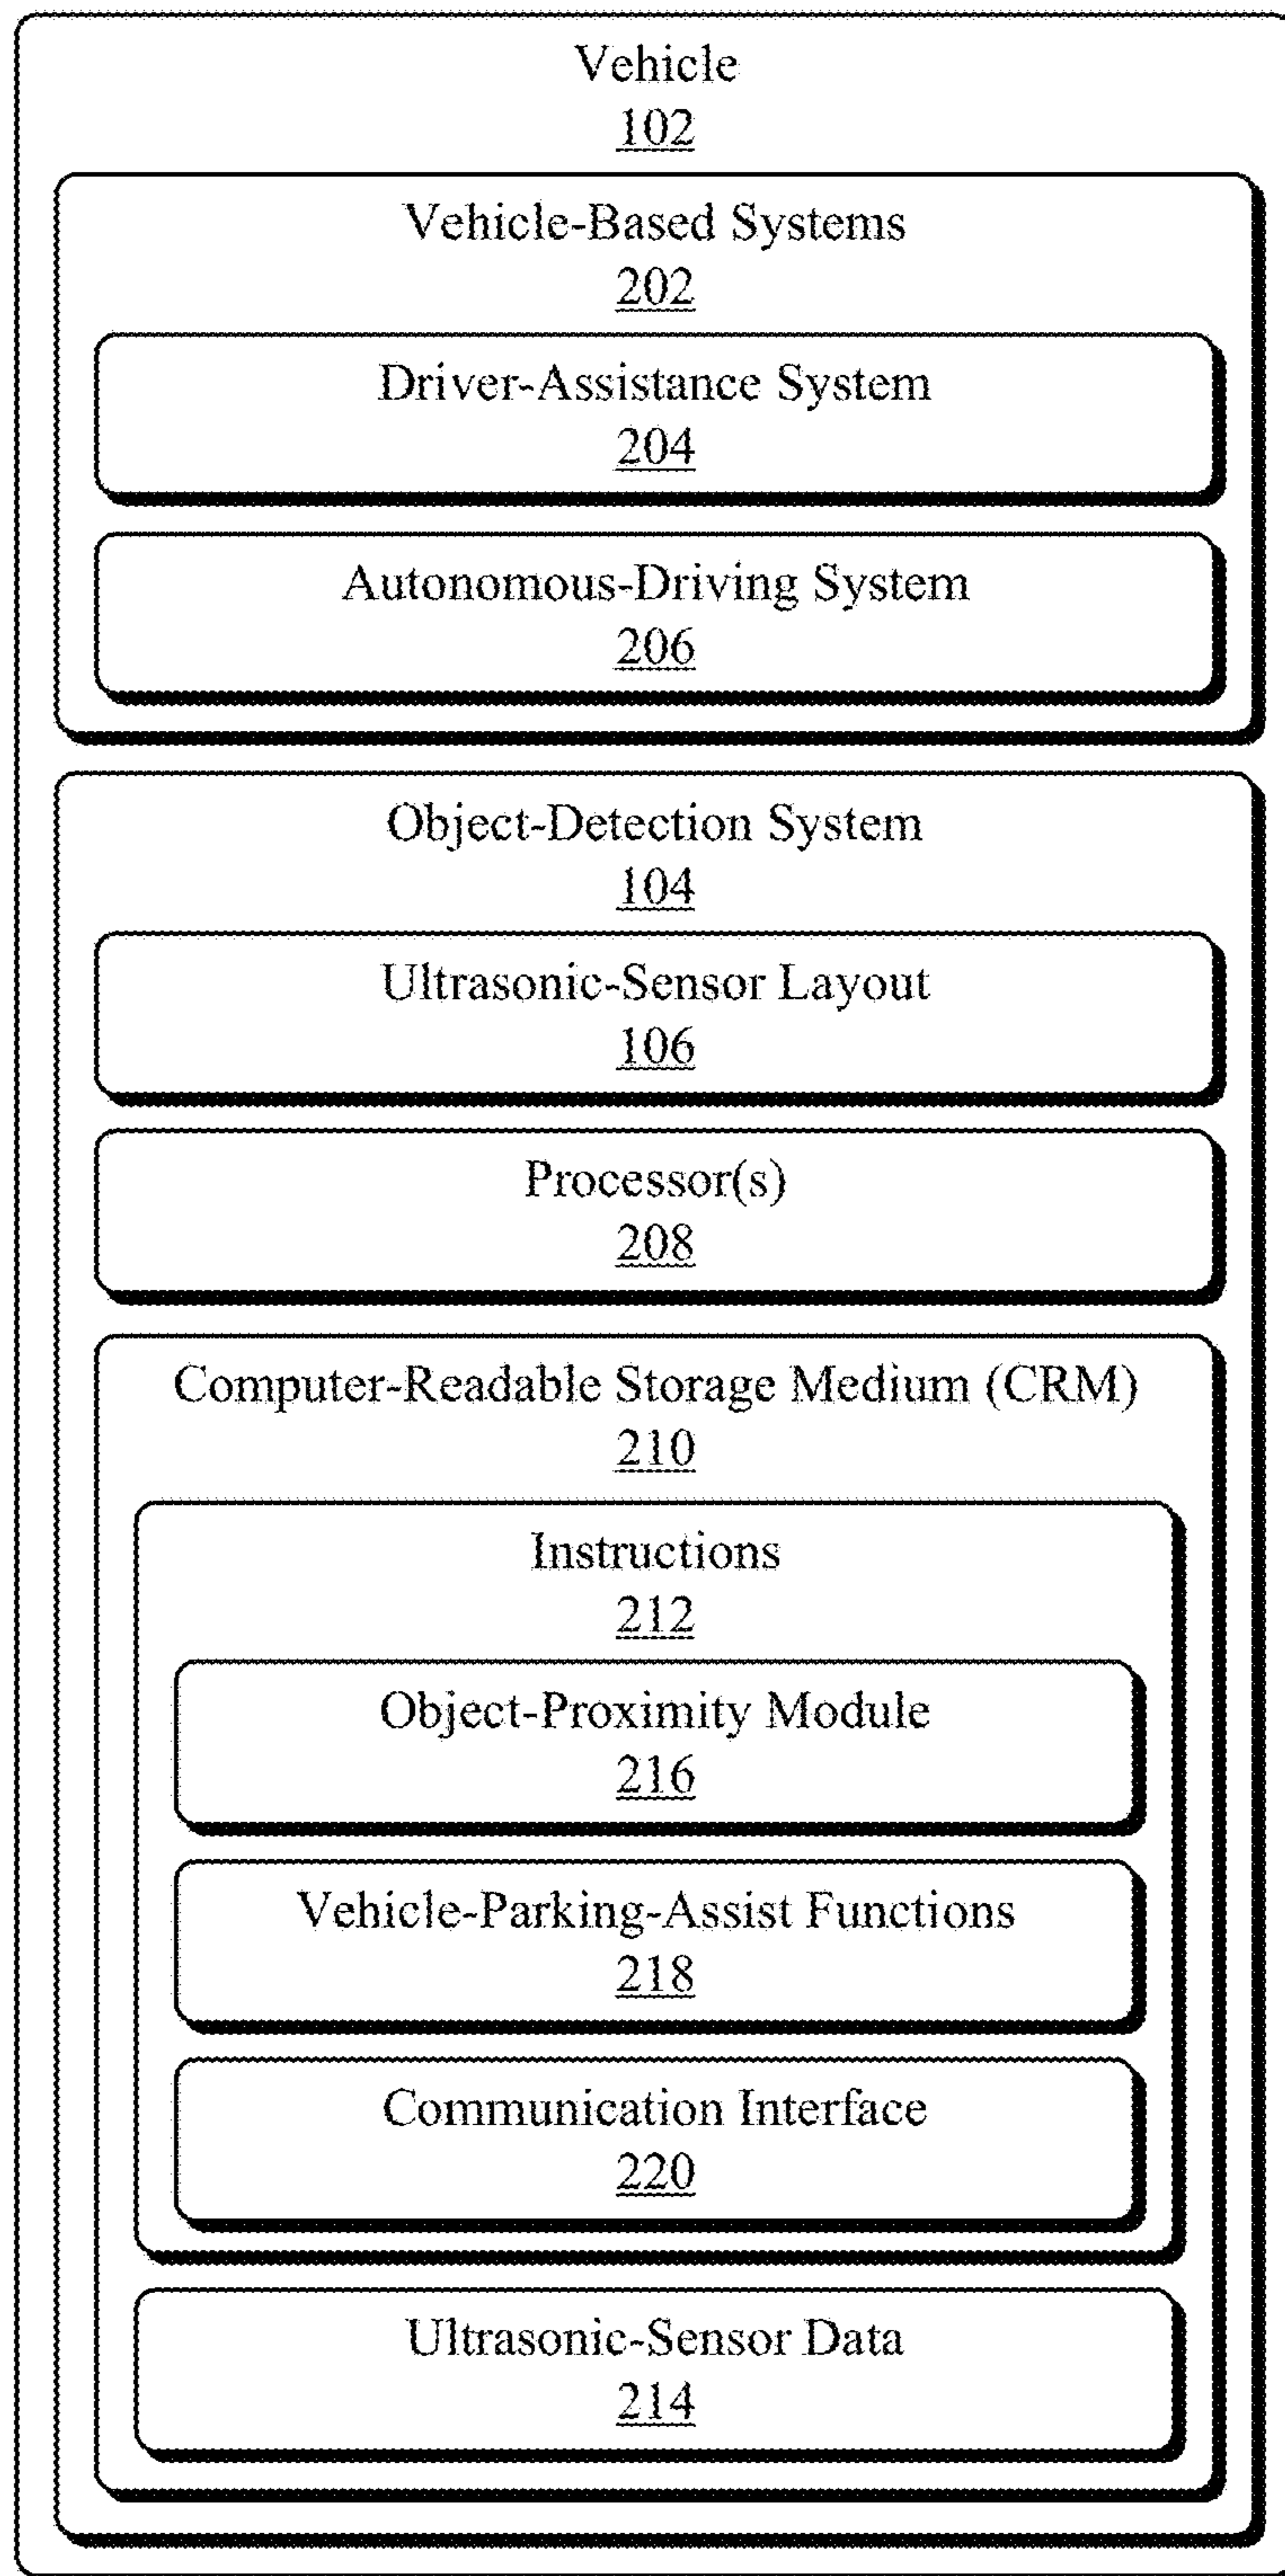 Vehicle
102
Vehicle-Based Systems
202
Driver-Assistance System
204
Autonomous-Driving System
206
Object-Detection System
104
Ultrasonic-Sensor Layout
106
Processor(s)
208
Computer-Readable Storage Medium (CRM)
210
Instructions
212
Object-Proximity Module
216
Vehicle-Parking-Assist Functions
218
Communication Interface
220
Ultrasonic-Sensor Data
214